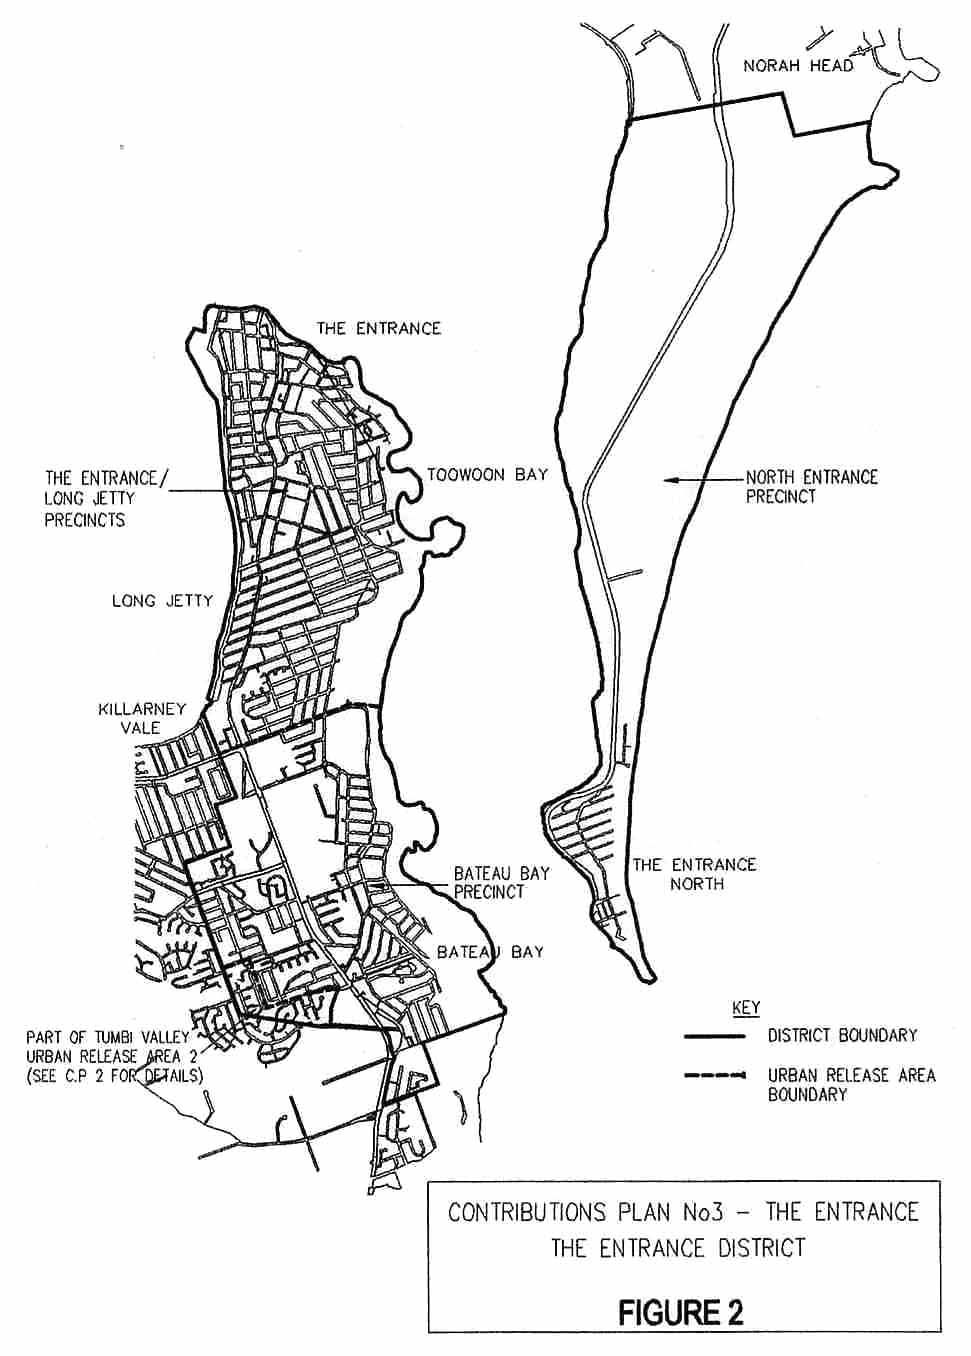 NORAH HEAD
THE ENTRANCE
THE ENTRANCE/
LONG JETTY
PRECINCTS
TOOWOON BAY
NORTH ENTRANCE
PRECINCT
LONG JETTY
KILLARNEY
VALE
BATEAU BAY
PRECINCT
THE ENTRANCE
NORTH
BATEAU BAY
PART OF TUMBI VALLEY
URBAN RELEASE AREA 2
(SEE C.P 2 FOR DETAILS)
KEY
DISTRICT BOUNDARY
URBAN RELEASE AREA
BOUNDARY
CONTRIBUTIONS PLAN No3 – THE ENTRANCE
THE ENTRANCE DISTRICT
FIGURE 2